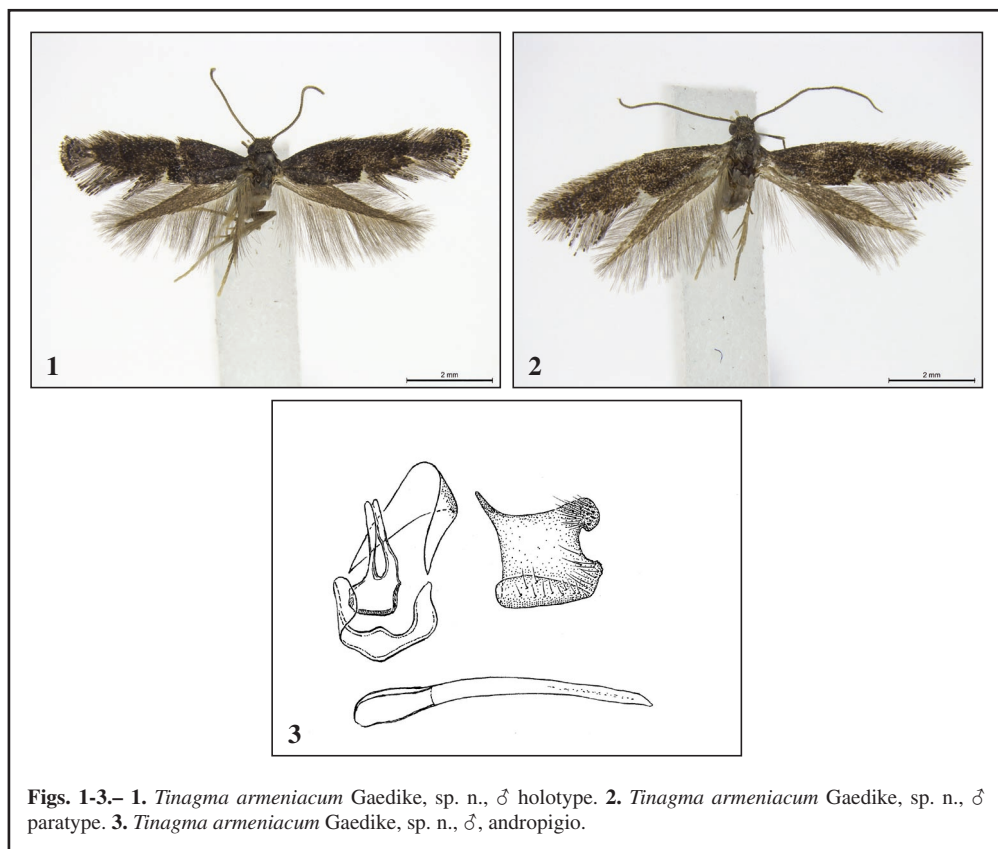 1
2 mm
2
2 mm
3
Figs. 1-3.– 1. Tinagma armeniacum Gaedike, sp. n., ♂ holotype. 2. Tinagma armeniacum Gaedike, sp. n., ♂
paratype. 3. Tinagma armeniacum Gaedike, sp. n., ♂, andropigio.